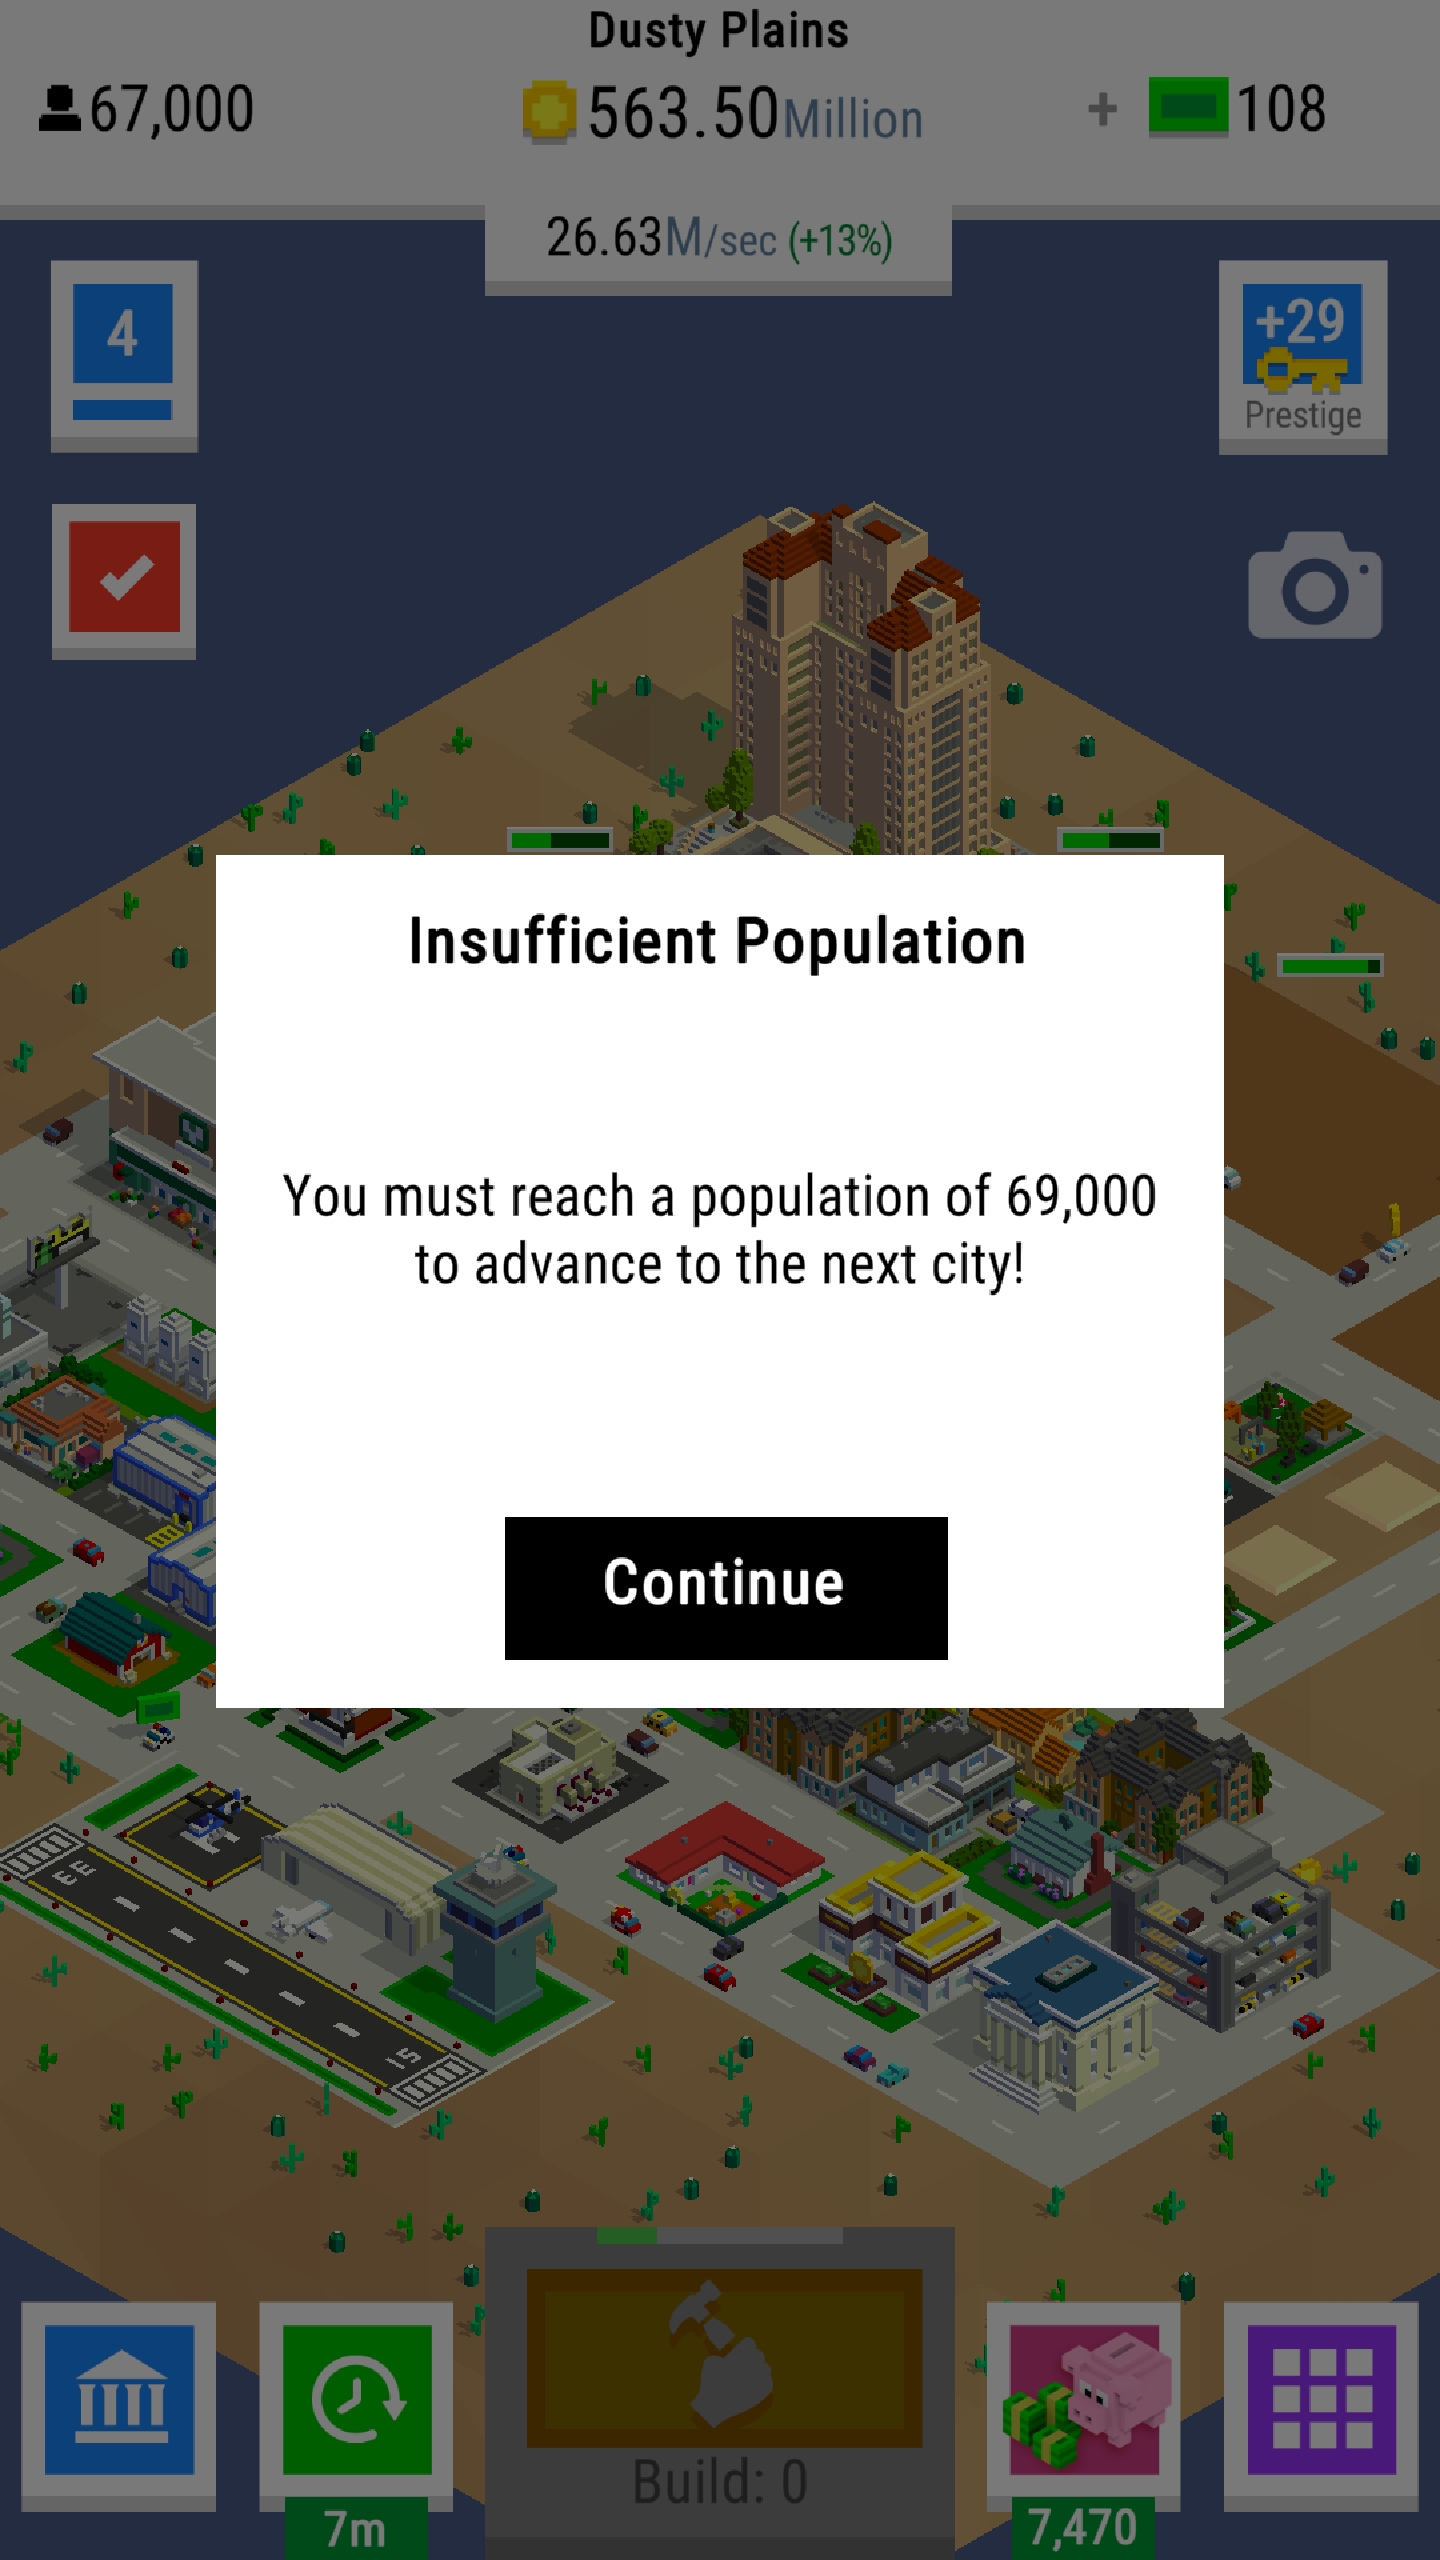 Dusty Plains
67,000
563.50Million
+ 108
26.63M/sec (+13%)
4
+29
Prestige
Insufficient Population
You must reach a population of 69,000
to advance to the next city!
Continue
H
33
15
Build: 0
7m
7,470